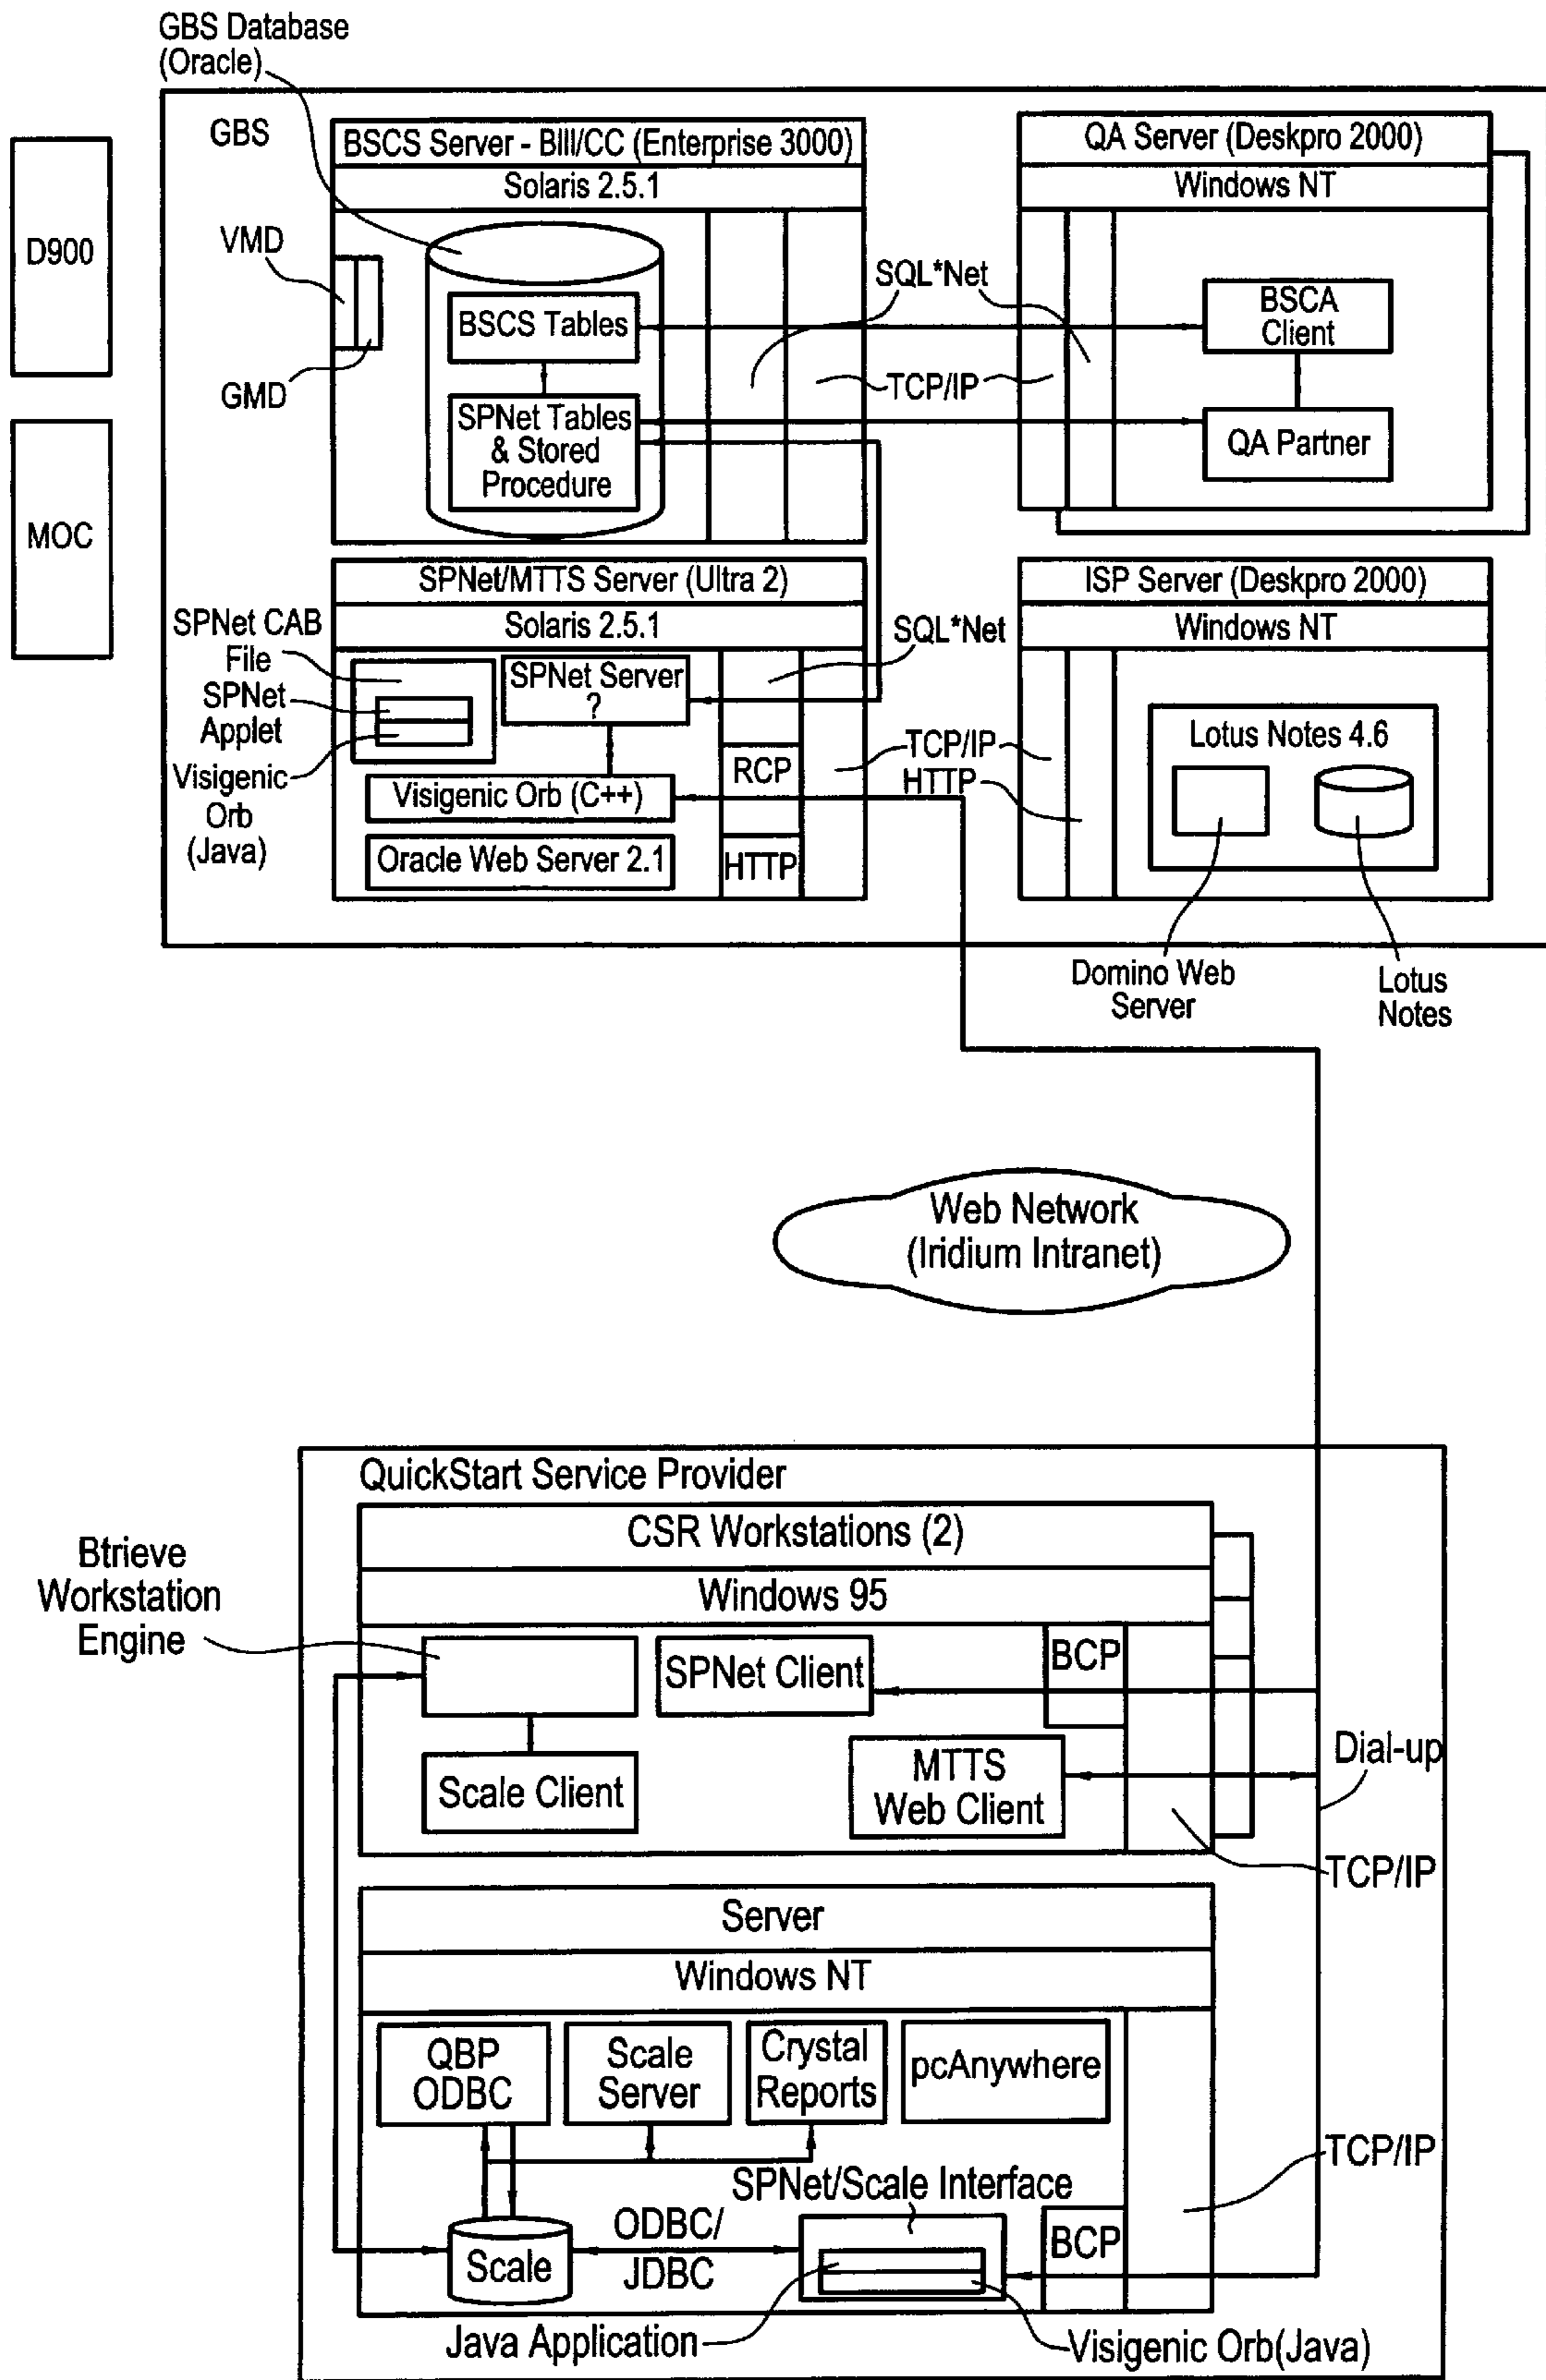 GBS Database
(Oracle)
GBS
BSCS Server - BIII/CC (Enterprise 3000)
Solaris 2.5.1
QA Server (Deskpro 2000)
Windows NT
D900
VMD
GMD
BSCS Tables
SPNet Tables
& Stored
Procedure
SQL*Net
TCP/IP
BSCA
Client
QA Partner
MOC
SPNet/MTTS Server (Ultra 2)
Solaris 2.5.1
ISP Server (Deskpro 2000)
Windows NT
SPNet CAB
File
SPNet
Applet
Visigenic
Orb
(Java)
SPNet Server
?
SQL*Net
Visigenic Orb (C++)
RCP
Oracle Web Server 2.1
HTTP
TCP/IP
HTTP
Lotus Notes 4.6
Domino Web
Server
Lotus
Notes
Web Network
(Iridium Intranet)
QuickStart Service Provider
CSR Workstations (2)
Windows 95
Btrieve
Workstation
Engine
SPNet Client
BCP
Scale Client
MTTS
Web Client
Dial-up
TCP/IP
Server
Windows NT
QBP
ODBC
Scale
Server
Crystal
Reports
pcAnywhere
TCP/IP
SPNet/Scale Interface
Scale
ODBC/
JDBC
BCP
Java Application
Visigenic Orb(Java)